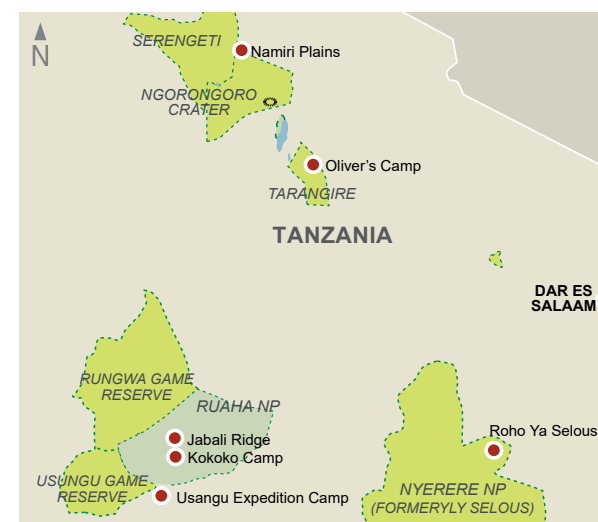 N
SERENGETI
Namiri Plains
NGORONGORO
CRATER
Oliver's Camp
TARANGIRE
TANZANIA
DAR ES
SALAAM
RUNGWA GAME
RESERVE
RUAHA NP
Jabali Ridge
Kokoko Camp
Roho Ya Selous
USUNGU GAME
RESERVE
Usangu Expedition Camp
NYERERE NP
(FORMERYLY SELOUS)